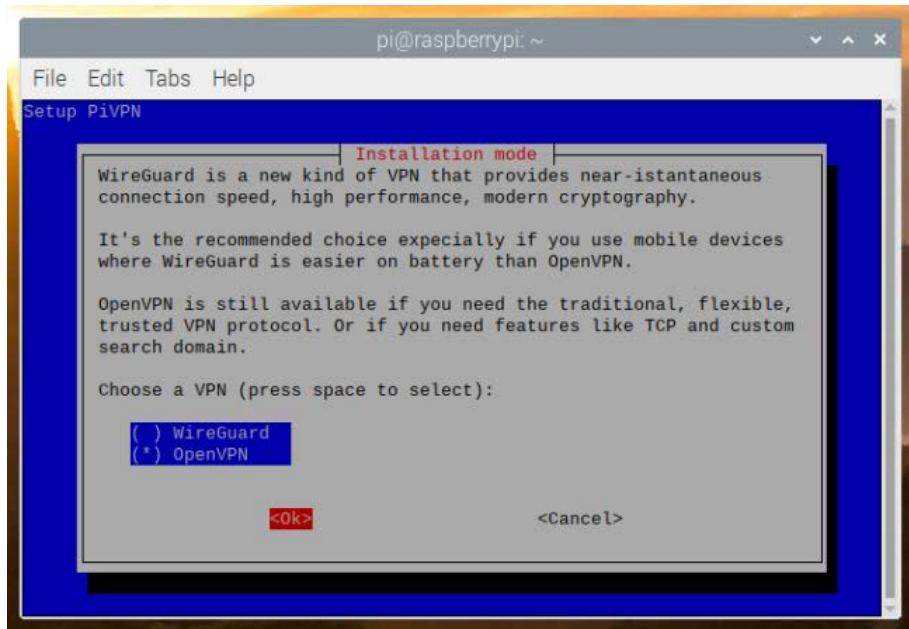 pi@raspberrypi: ~
File Edit Tabs Help
Setup PiVPN
Installation mode
WireGuard is a new kind of VPN that provides near-istantaneous
connection speed, high performance, modern cryptography.
It's the recommended choice expecially if you use mobile devices
where WireGuard is easier on battery than OpenVPN.
OpenVPN is still available if you need the traditional, flexible,
trusted VPN protocol. Or if you need features like TCP and custom
search domain.
Choose a VPN (press space to select):
( ) WireGuard
(*) OpenVPN
<Ok> <Cancel>